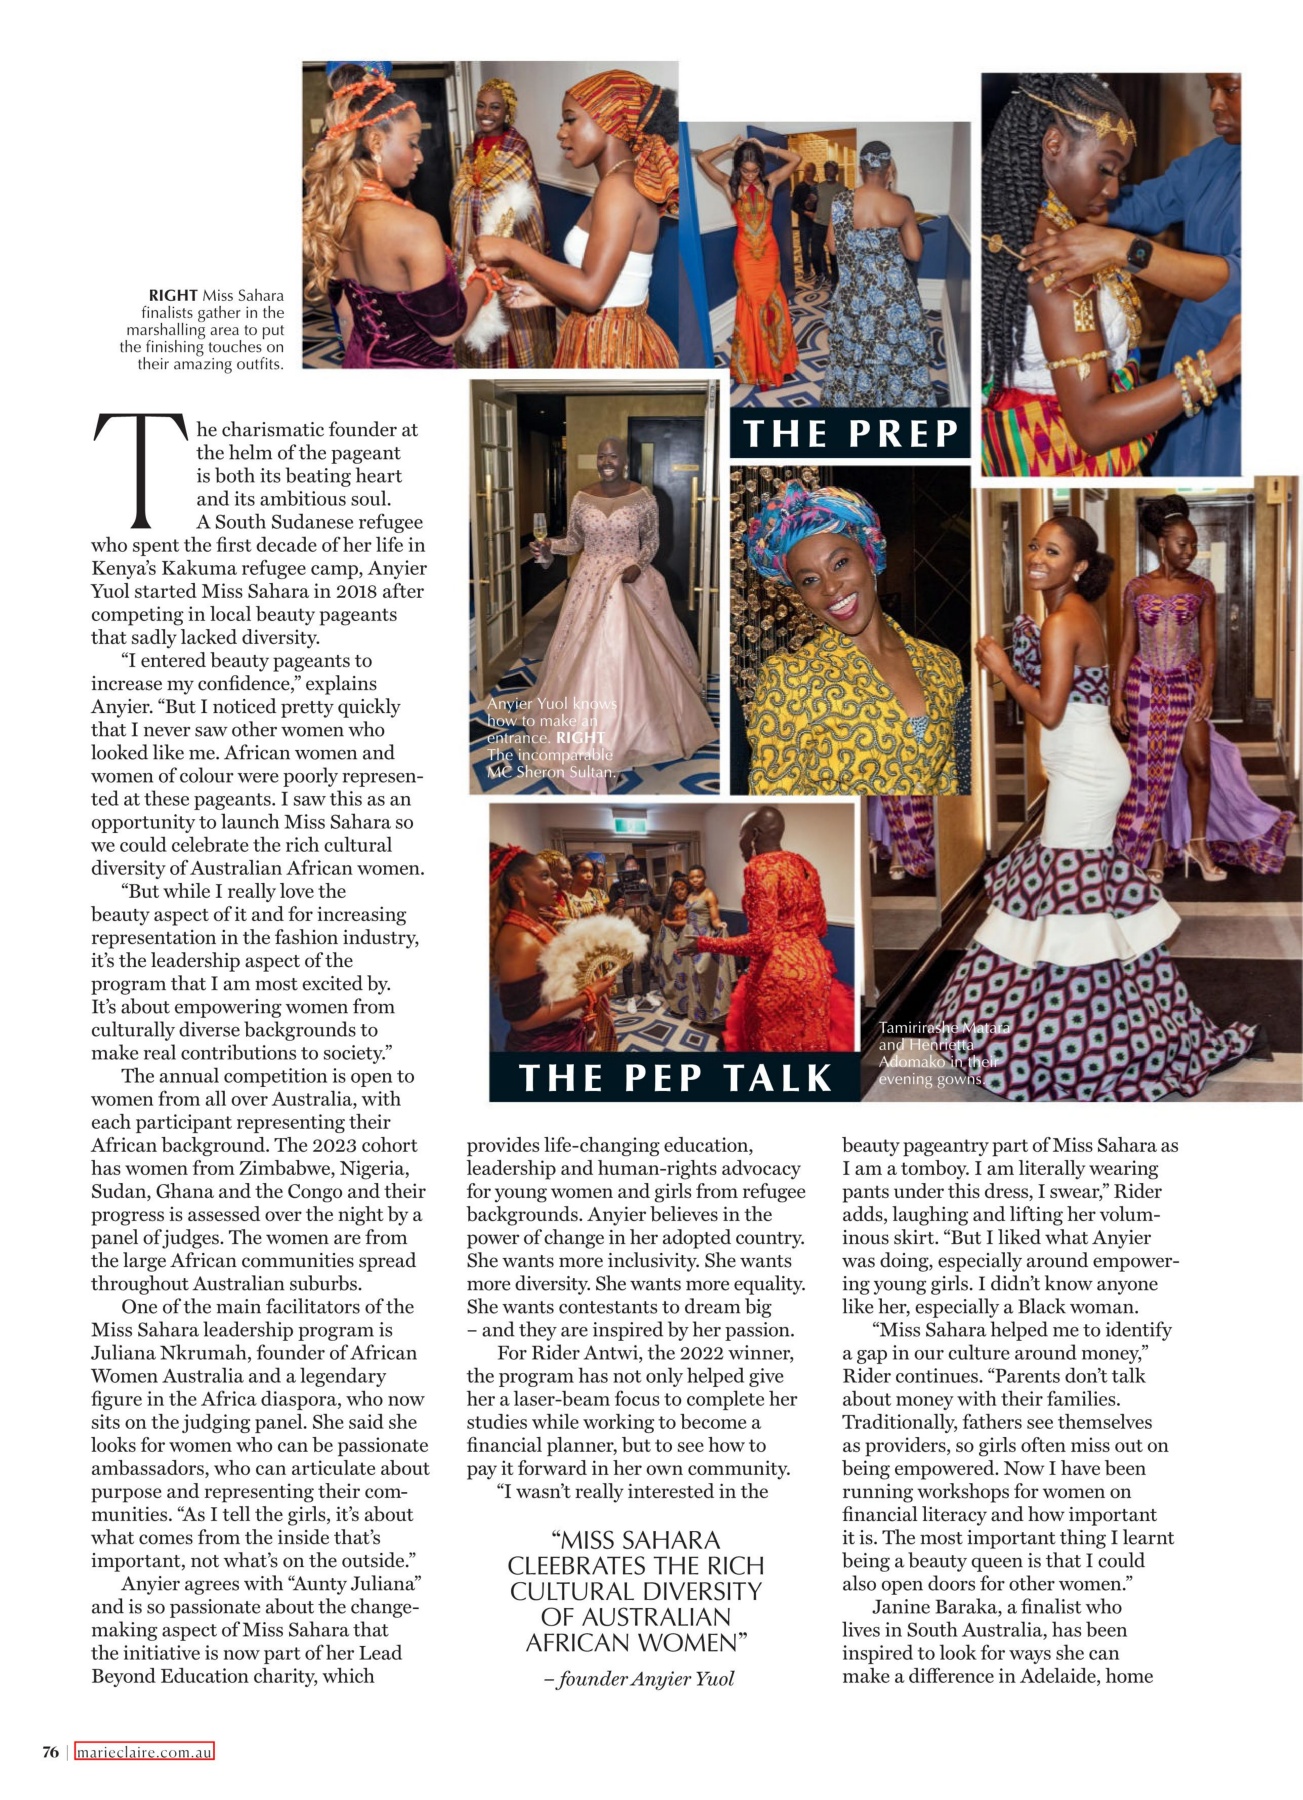 RIGHT Miss Sahara
finalists gather in the
marshalling area to put
the finishing touches on
their amazing outfits.
THE PREP
Anyier Yuol knows
how to make an
entrance. RIGHT
The incomparable
MC Sheron Sultan.
THE PEP TALK
Tamirirashe Matara
and Henrietta
Adomako in their
evening gowns.
The charismatic founder at
the helm of the pageant
is both its beating heart
and its ambitious soul.
A South Sudanese refugee
who spent the first decade of her life in
Kenya's Kakuma refugee camp, Anyier
Yuol started Miss Sahara in 2018 after
competing in local beauty pageants
that sadly lacked diversity.
“I entered beauty pageants to
increase my confidence,” explains
Anyier. “But I noticed pretty quickly
that I never saw other women who
looked like me. African women and
women of colour were poorly represen-
ted at these pageants. I saw this as an
opportunity to launch Miss Sahara so
we could celebrate the rich cultural
diversity of Australian African women.
“But while I really love the
beauty aspect of it and for increasing
representation in the fashion industry,
it's the leadership aspect of the
program that I am most excited by.
It's about empowering women from
culturally diverse backgrounds to
make real contributions to society.”
The annual competition is open to
women from all over Australia, with
each participant representing their
African background. The 2023 cohort
has women from Zimbabwe, Nigeria,
Sudan, Ghana and the Congo and their
progress is assessed over the night by a
panel of judges. The women are from
the large African communities spread
throughout Australian suburbs.
One of the main facilitators of the
Miss Sahara leadership program is
Juliana Nkrumah, founder of African
Women Australia and a legendary
figure in the Africa diaspora, who now
sits on the judging panel. She said she
looks for women who can be passionate
ambassadors, who can articulate about
purpose and representing their com-
munities. “As I tell the girls, it's about
what comes from the inside that's
important, not what's on the outside.”
Anyier agrees with “Aunty Juliana”
and is so passionate about the change-
making aspect of Miss Sahara that
the initiative is now part of her Lead
Beyond Education charity, which
provides life-changing education,
leadership and human-rights advocacy
for young women and girls from refugee
backgrounds. Anyier believes in the
power of change in her adopted country.
She wants more inclusivity. She wants
more diversity. She wants more equality.
She wants contestants to dream big
– and they are inspired by her passion.
For Rider Antwi, the 2022 winner,
the program has not only helped give
her a laser-beam focus to complete her
studies while working to become a
financial planner, but to see how to
pay it forward in her own community.
“I wasn't really interested in the
“MISS SAHARA
CLEEBRATES THE RICH
CULTURAL DIVERSITY
OF AUSTRALIAN
AFRICAN WOMEN”
– founder Anyier Yuol
beauty pageantry part of Miss Sahara as
I am a tomboy. I am literally wearing
pants under this dress, I swear,” Rider
adds, laughing and lifting her volum-
inous skirt. “But I liked what Anyier
was doing, especially around empower-
ing young girls. I didn't know anyone
like her, especially a Black woman.
“Miss Sahara helped me to identify
a gap in our culture around money,”
Rider continues. “Parents don't talk
about money with their families.
Traditionally, fathers see themselves
as providers, so girls often miss out on
being empowered. Now I have been
running workshops for women on
financial literacy and how important
it is. The most important thing I learnt
being a beauty queen is that I could
also open doors for other women.”
Janine Baraka, a finalist who
lives in South Australia, has been
inspired to look for ways she can
make a difference in Adelaide, home
76 | marieclaire.com.au